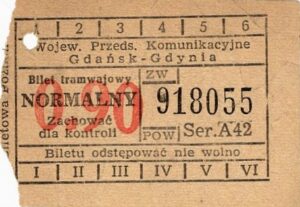 1 2 3 4 5 6
Wojew. Przeds. Komunikacyjne
Gdańsk-Gdynia
Bilet tramwajowy
ZW
NORMALNY
0,90
918055
Zachować
dla kontroli
POW
Ser. A42
Biletu odstępować nie wolno
I II III IV V VI